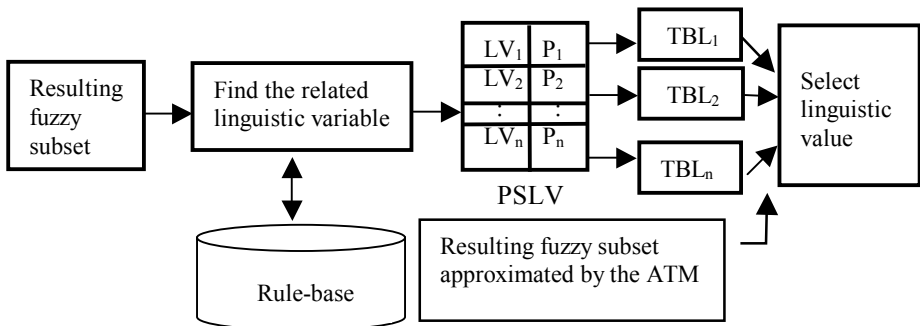 Resulting
fuzzy
subset
Find the related
linguistic variable
LV₁ P₁
LV₂ P₂
: :
LVₙ Pₙ
PSLV
TBL₁
TBL₂
TBLₙ
Select
linguistic
value
Rule-base
Resulting fuzzy subset
approximated by the ATM